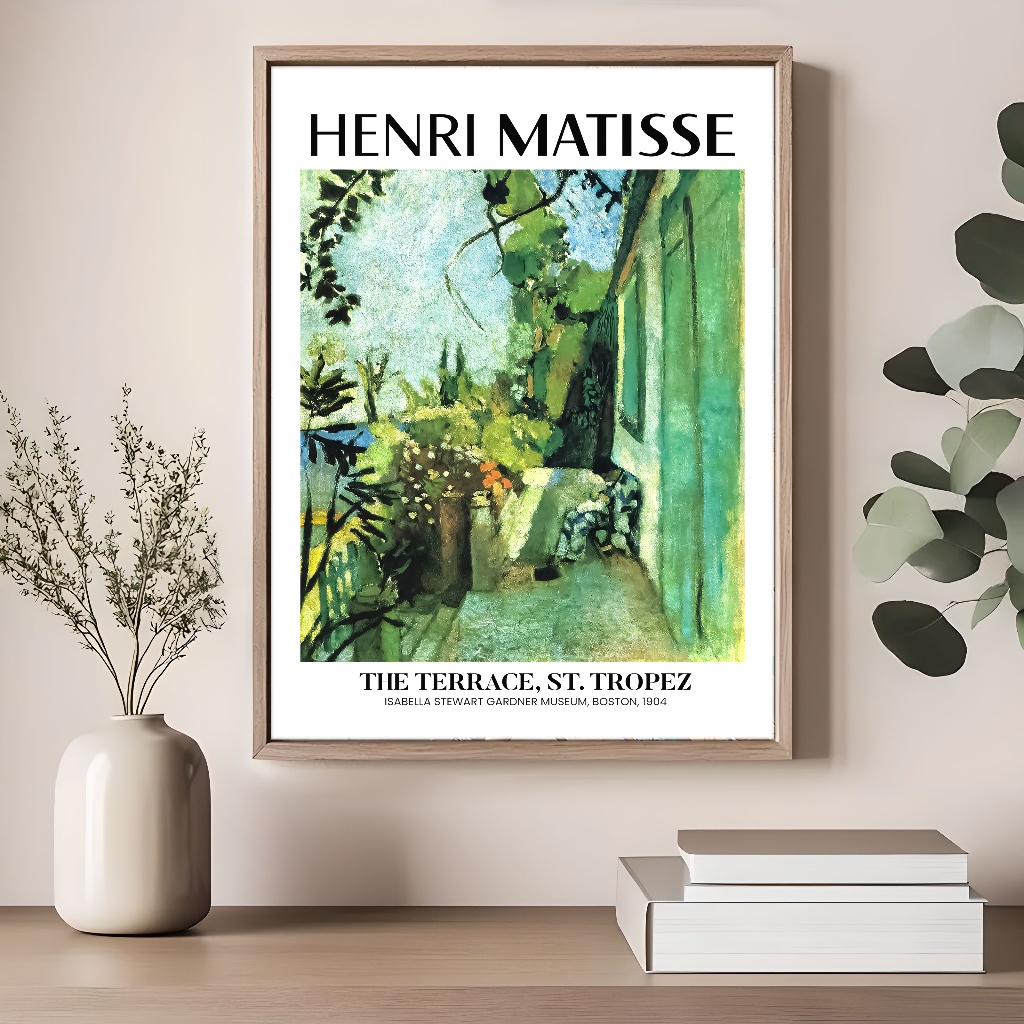 HENRI MATISSE
THE TERRACE, ST. TROPEZ
ISABELLA STEWART GARDNER MUSEUM, BOSTON, 1904